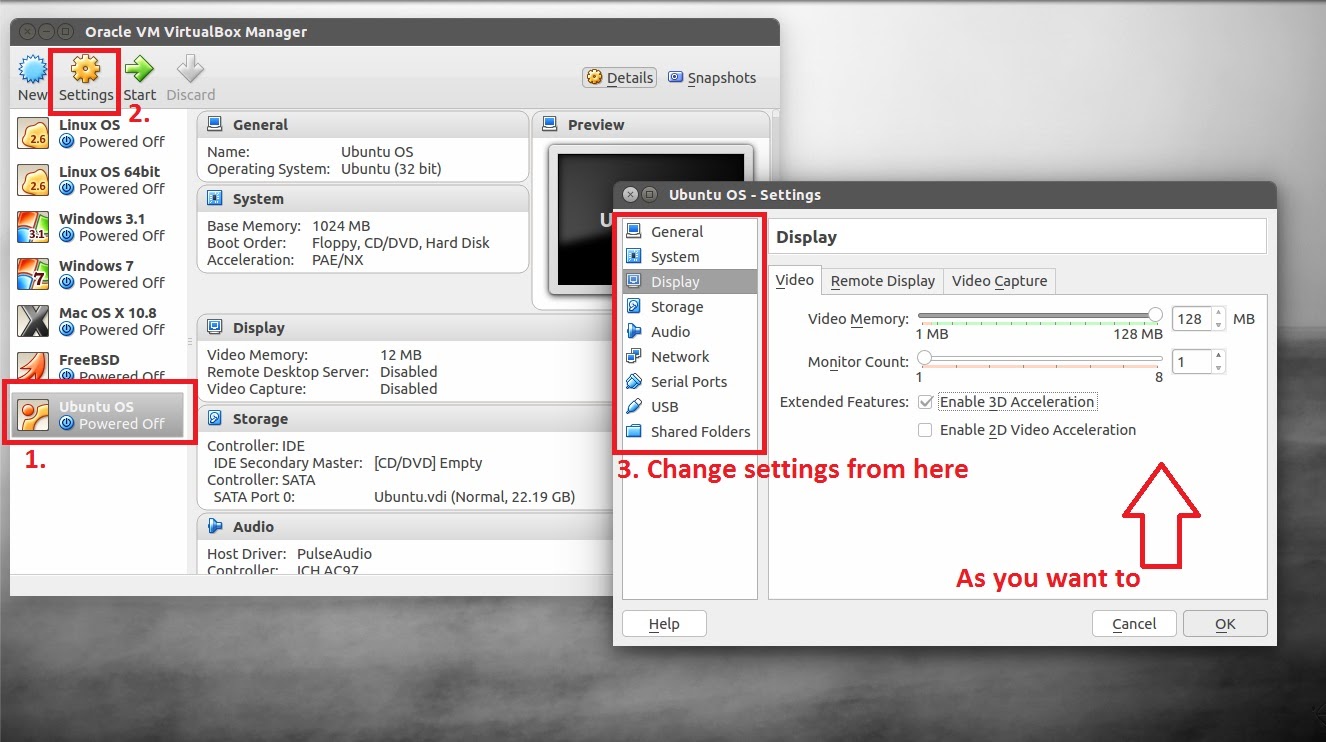 Oracle VM VirtualBox Manager
New
Settings
Start
Discard
Details
Snapshots
2.
Linux OS
Powered Off
2.6
Linux OS 64bit
Powered Off
2.6
Windows 3.1
Powered Off
3.1
Windows 7
Powered Off
7
Mac OS X 10.8
Powered Off
X
FreeBSD
Powered Off
Ubuntu OS
Powered Off
1.
General
Name: Ubuntu OS
Operating System: Ubuntu (32 bit)
System
Base Memory: 1024 MB
Boot Order: Floppy, CD/DVD, Hard Disk
Acceleration: PAE/NX
Preview
U
Display
Video Memory: 12 MB
Remote Desktop Server: Disabled
Video Capture: Disabled
Storage
Controller: IDE
IDE Secondary Master: [CD/DVD] Empty
Controller: SATA
SATA Port 0: Ubuntu.vdi (Normal, 22.19 GB)
Audio
Host Driver: PulseAudio
Controller: ICH AC97
Ubuntu OS - Settings
General
System
Display
Storage
Audio
Network
Serial Ports
USB
Shared Folders
3. Change settings from here
Display
Video
Remote Display
Video Capture
Video Memory: 128 MB
1 MB 128 MB
Monitor Count: 1
1 8
Extended Features: Enable 3D Acceleration
Enable 2D Video Acceleration
As you want to
Help
Cancel
OK